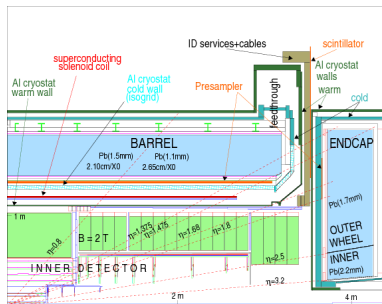 ID services+cables
scintillator
superconducting
solenoid coil
Al cryostat
warm wall
Al cryostat
cold wall
(isogrid)
Presampler
feedthrough
Al cryostat
walls
warm
cold
BARREL
Pb(1.5mm) Pb(1.1mm)
2.10cm/X0 2.65cm/X0
ENDCAP
Pb(1.7mm)
OUTER
WHEEL
INNER
Pb(2.2mm)
1 m
η=0.8
B=2T
η=1.375
η=1.475
η=1.68
η=1.8
η=2.5
η=3.2
INNER DETECTOR
2 m
4 m